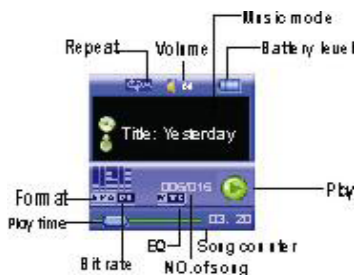 Music mode
Repeat Volume Battery level
Title: Yesterday
006/016
Format Play
Play time 03. 20
EQ Song counter
Bit rate NO.of song